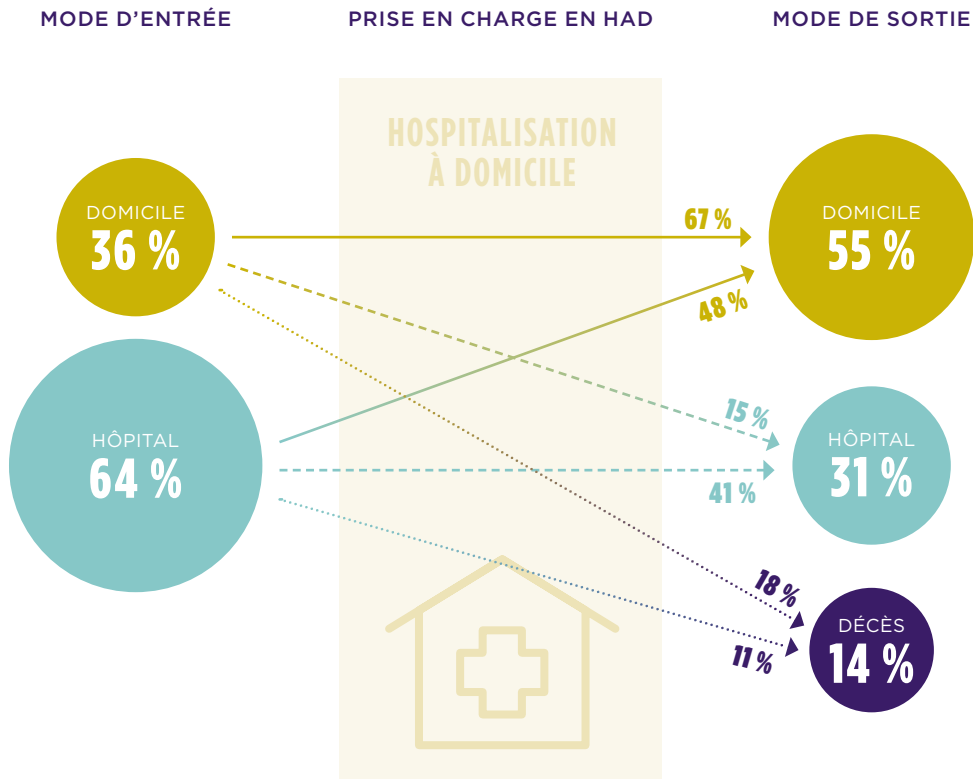 MODE D'ENTRÉE
PRISE EN CHARGE EN HAD
MODE DE SORTIE
HOSPITALISATION
À DOMICILE
DOMICILE
36 %
67 %
DOMICILE
55 %
48 %
15 %
HÔPITAL
64 %
41 %
HÔPITAL
31 %
18 %
11 %
DÉCÈS
14 %